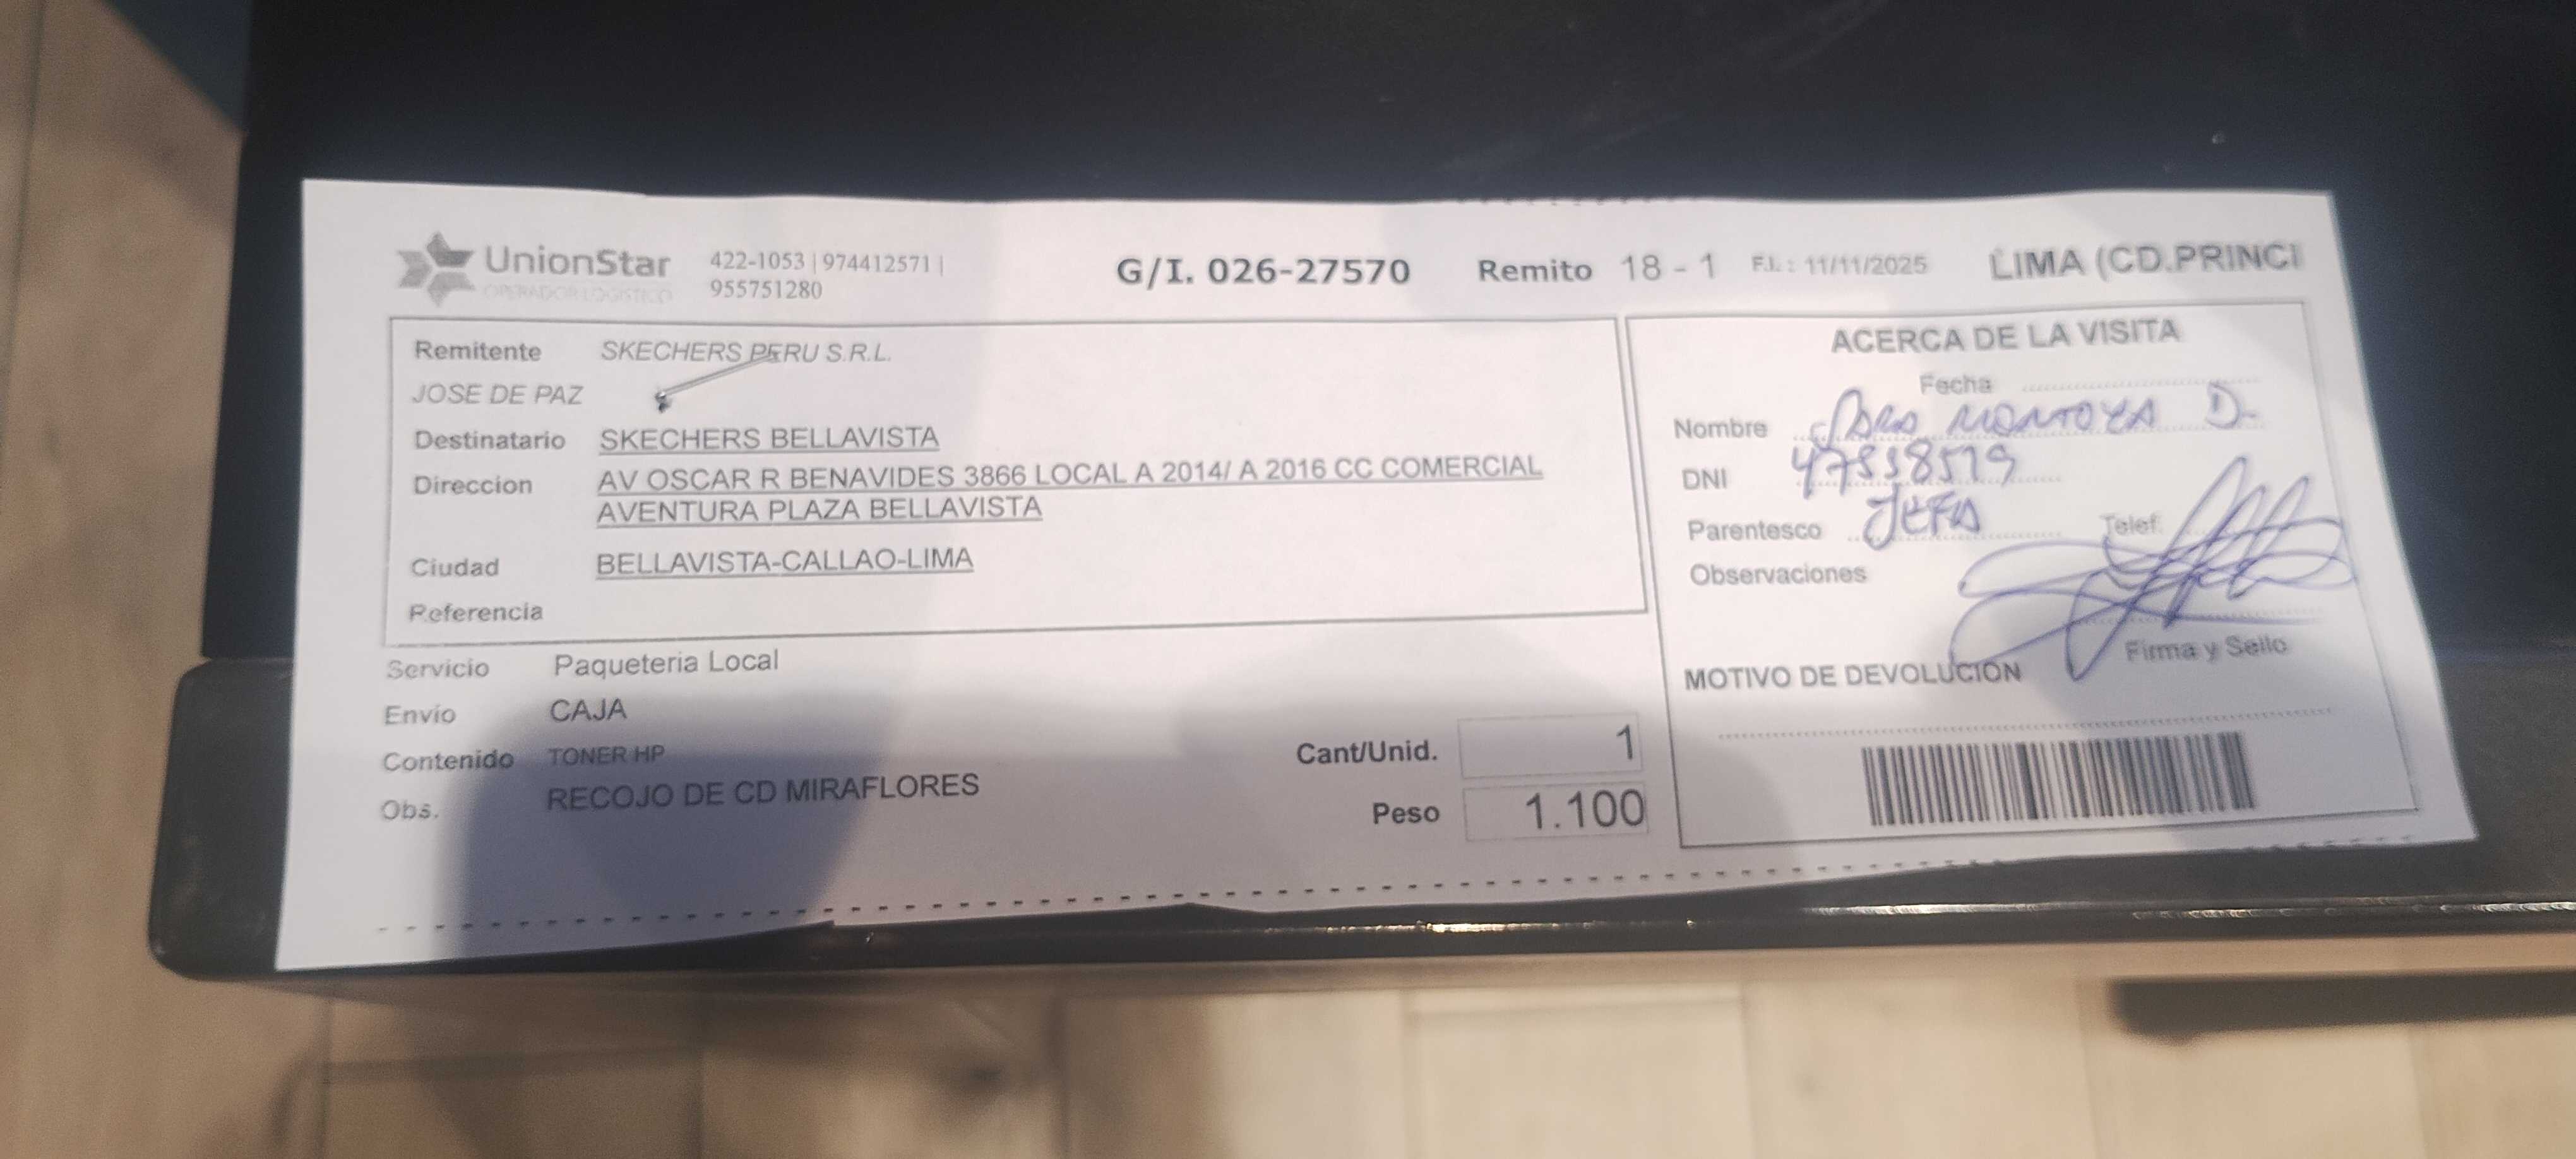 UnionStar
OPERADOR LOGISTICO
422-1053 | 974412571 |
955751280
G/I. 026-27570 Remito 18 - 1 F.I. : 11/11/2025 LIMA (CD.PRINCI
Remitente SKECHERS PERU S.R.L.
JOSE DE PAZ
Destinatario SKECHERS BELLAVISTA
Direccion AV OSCAR R BENAVIDES 3866 LOCAL A 2014/ A 2016 CC COMERCIAL
AVENTURA PLAZA BELLAVISTA
Ciudad BELLAVISTA-CALLAO-LIMA
Referencia
Servicio Paqueteria Local
Envío CAJA
Contenido TONER HP
Obs. RECOJO DE CD MIRAFLORES
Cant/Unid. 1
Peso 1.100
ACERCA DE LA VISITA
Fecha
Nombre MONTOYA D.
DNI
Parentesco JEFA Telef.
Observaciones
Firma y Sello
MOTIVO DE DEVOLUCIÓN